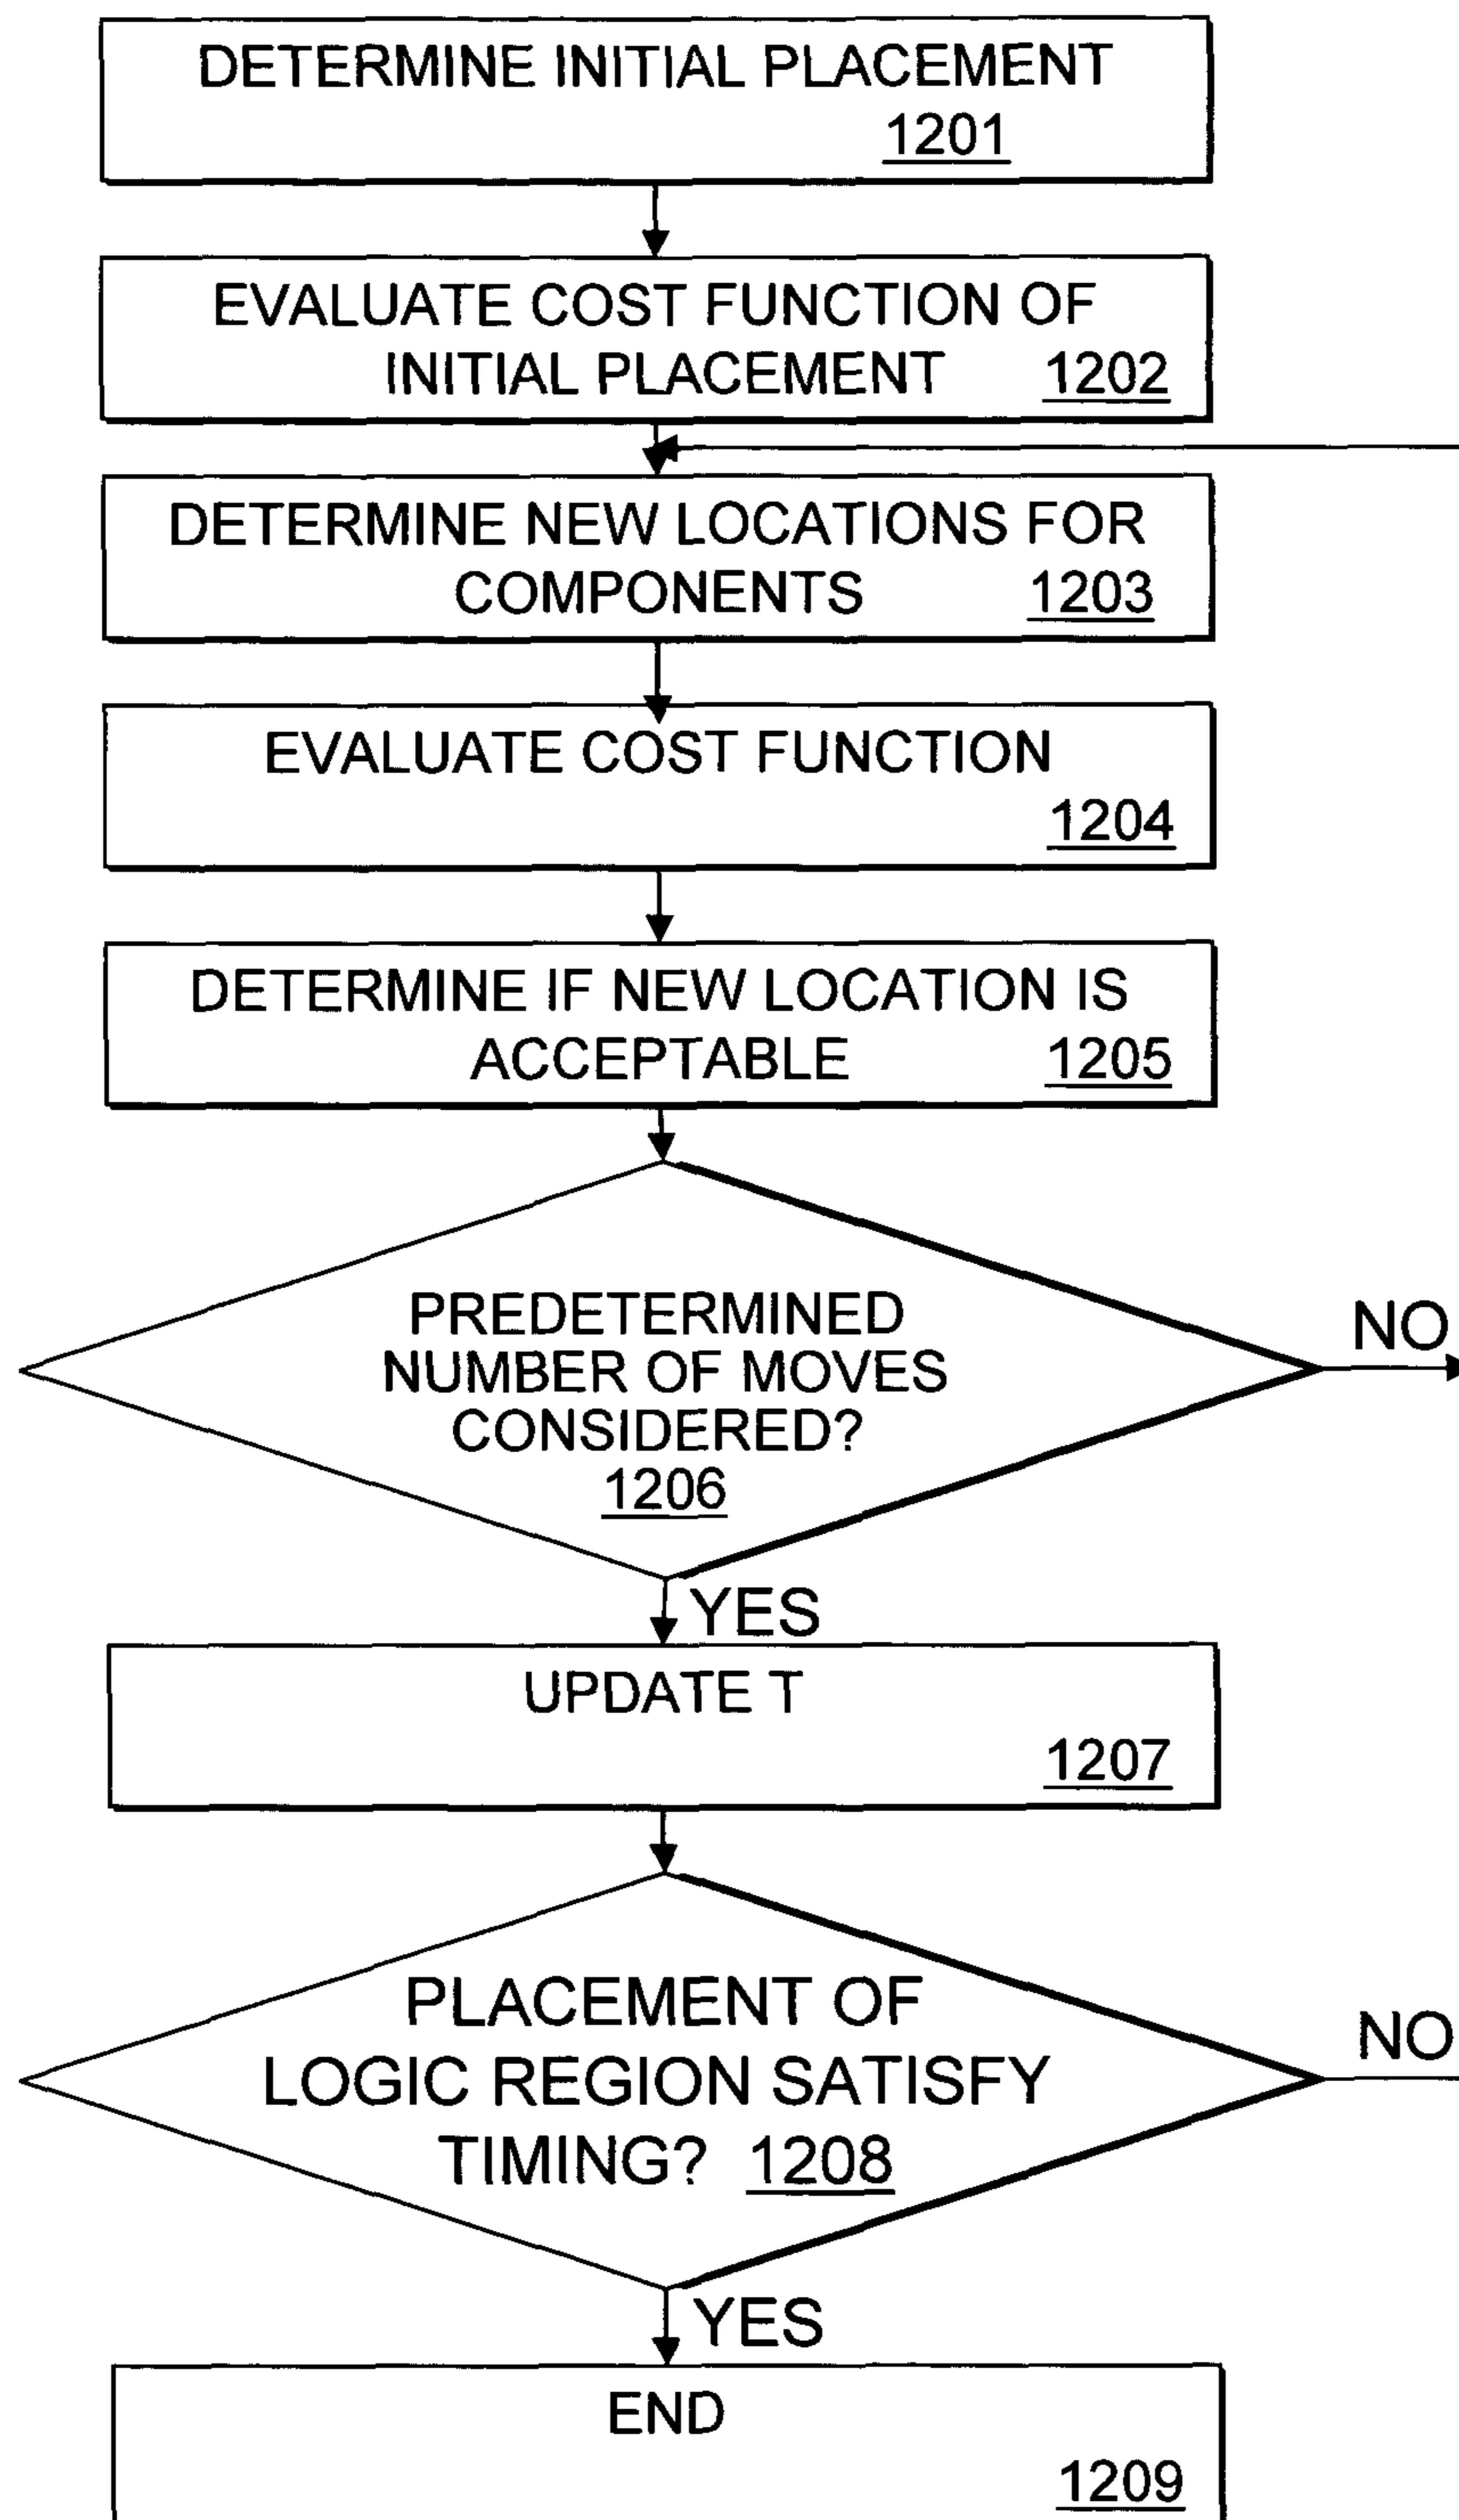 DETERMINE INITIAL PLACEMENT
1201
EVALUATE COST FUNCTION OF
INITIAL PLACEMENT 1202
DETERMINE NEW LOCATIONS FOR
COMPONENTS 1203
EVALUATE COST FUNCTION
1204
DETERMINE IF NEW LOCATION IS
ACCEPTABLE 1205
PREDETERMINED
NUMBER OF MOVES
CONSIDERED?
1206
NO
YES
UPDATE T
1207
PLACEMENT OF
LOGIC REGION SATISFY
TIMING? 1208
NO
YES
END
1209